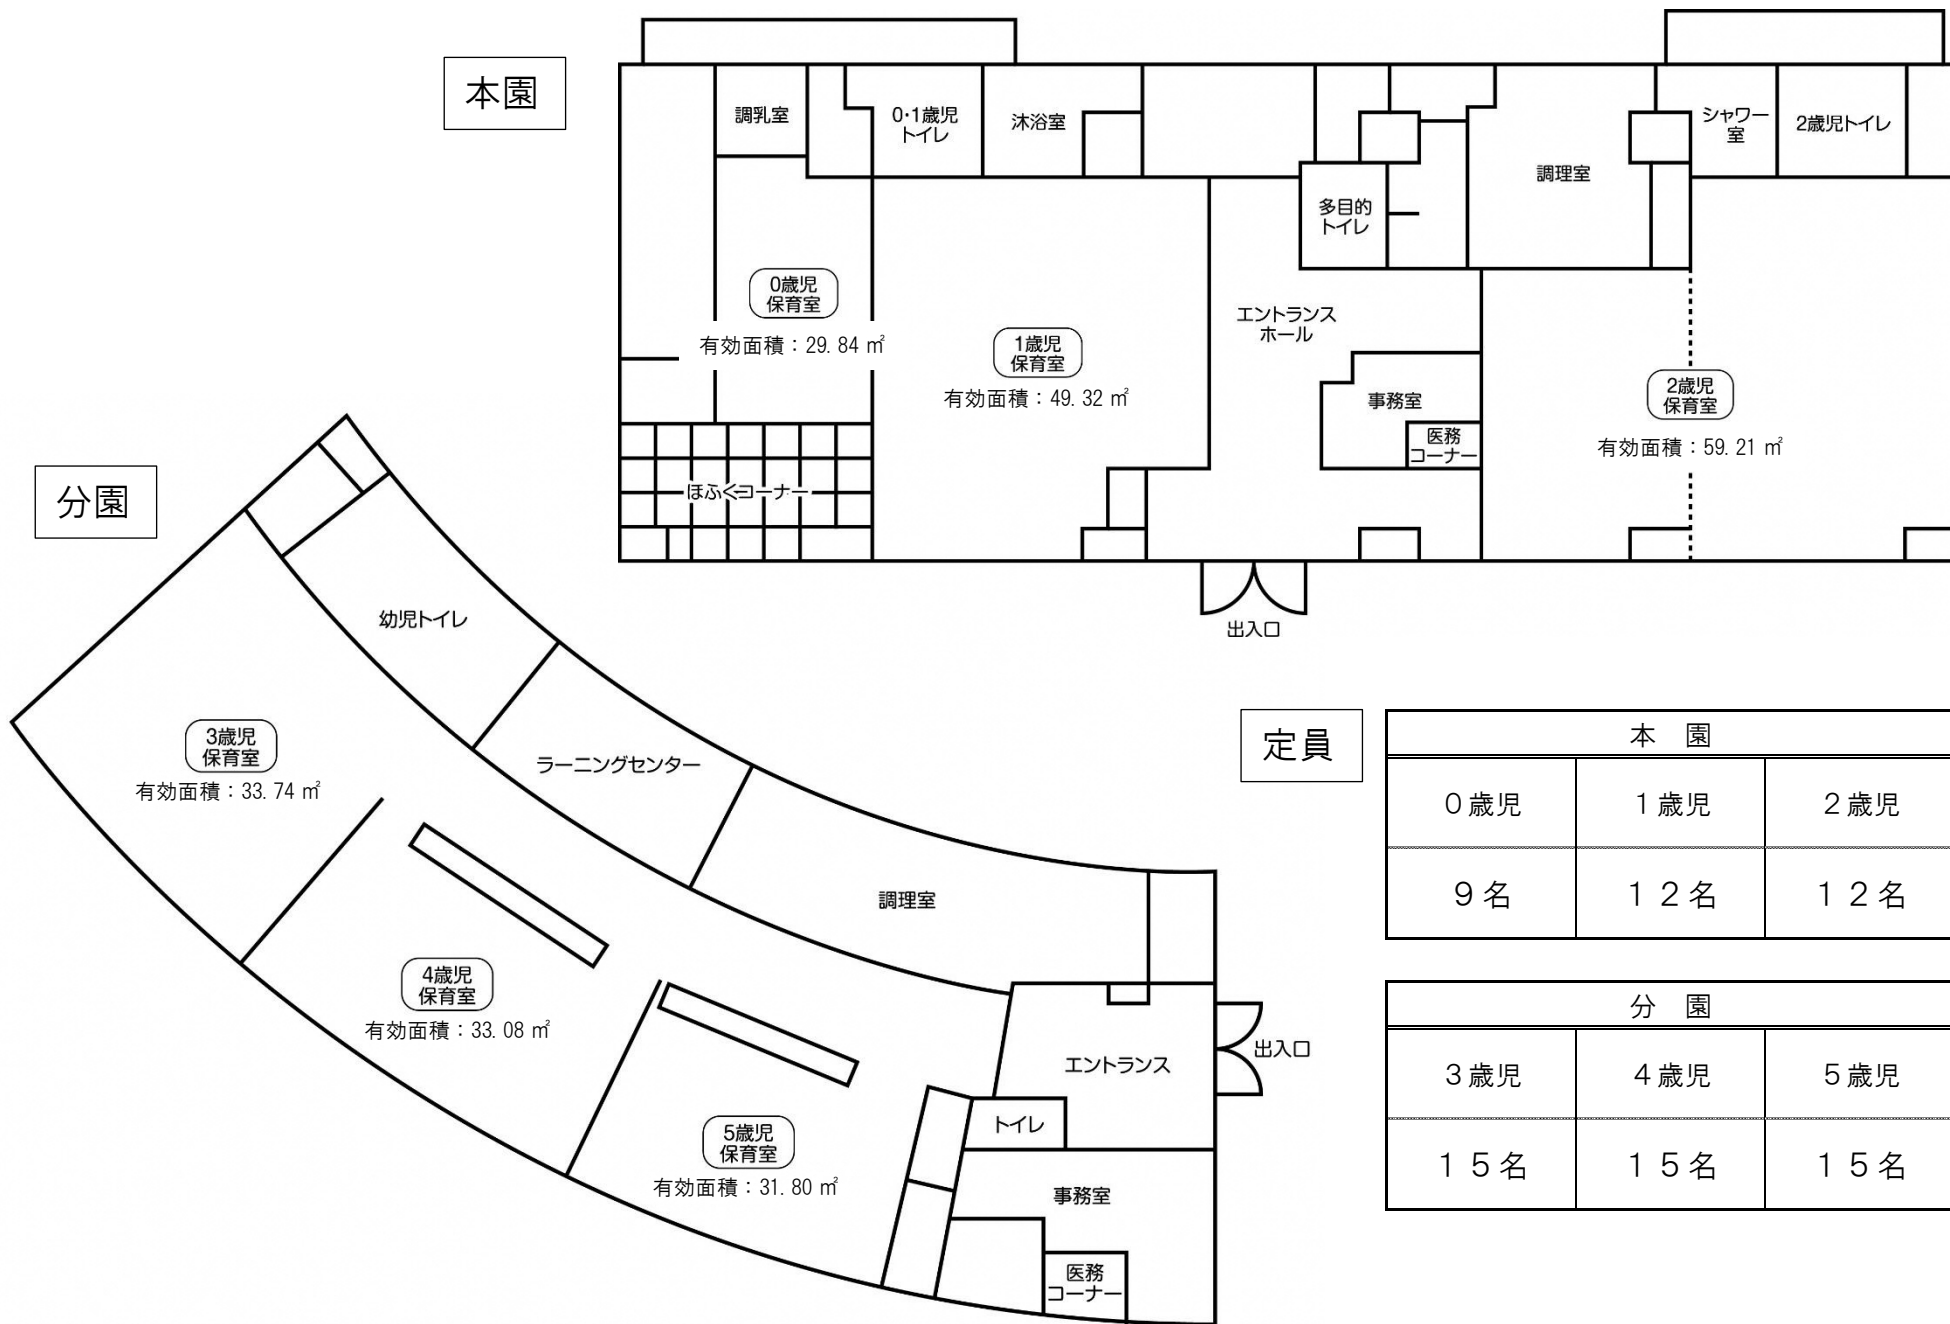 本園
調乳室
0・1歳児
トイレ
沐浴室
シャワー
室
2歳児トイレ
調理室
多目的
トイレ
0歳児
保育室
有効面積：29.84 ㎡
1歳児
保育室
有効面積：49.32 ㎡
エントランス
ホール
事務室
医務
コーナー
2歳児
保育室
有効面積：59.21 ㎡
ほふくコーナー
出入口
分園
幼児トイレ
3歳児
保育室
有効面積：33.74 ㎡
ラーニングセンター
調理室
4歳児
保育室
有効面積：33.08 ㎡
エントランス
出入口
トイレ
5歳児
保育室
有効面積：31.80 ㎡
事務室
医務
コーナー
定員
本　園
０歳児 １歳児 ２歳児
９名 １２名 １２名
分　園
３歳児 ４歳児 ５歳児
１５名 １５名 １５名